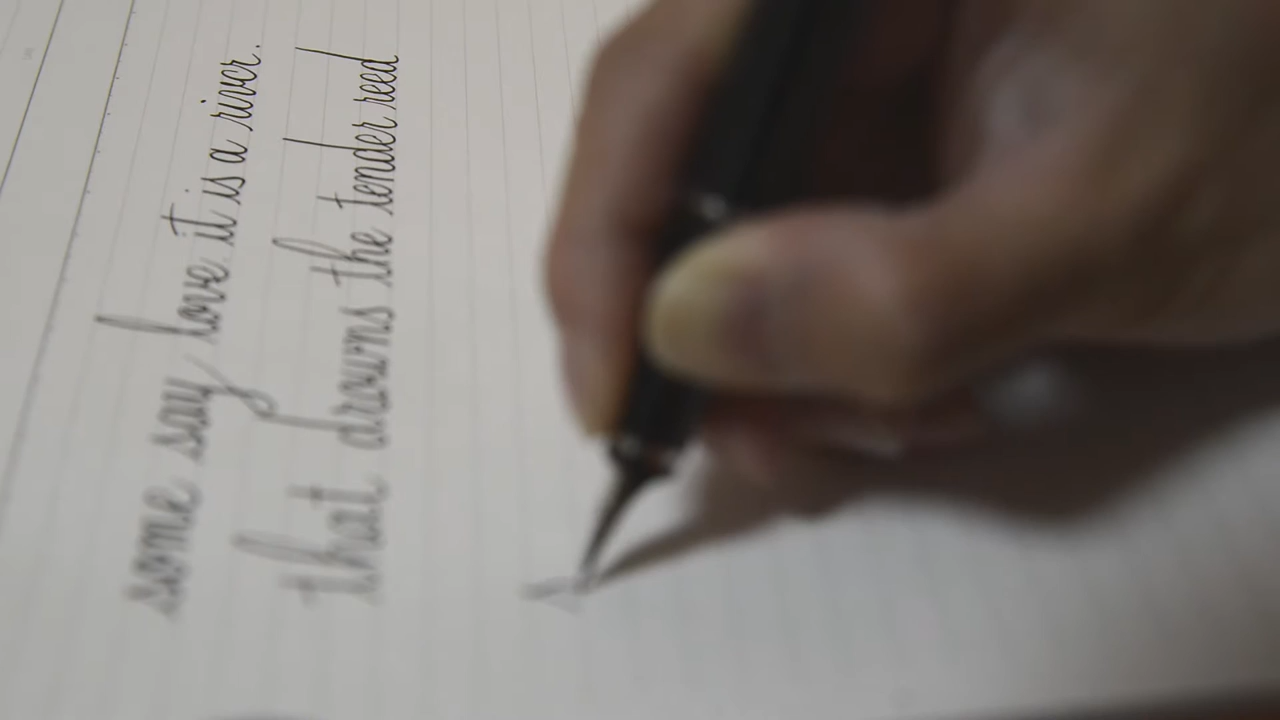 some say love it is a river.
that drowns the tender reed